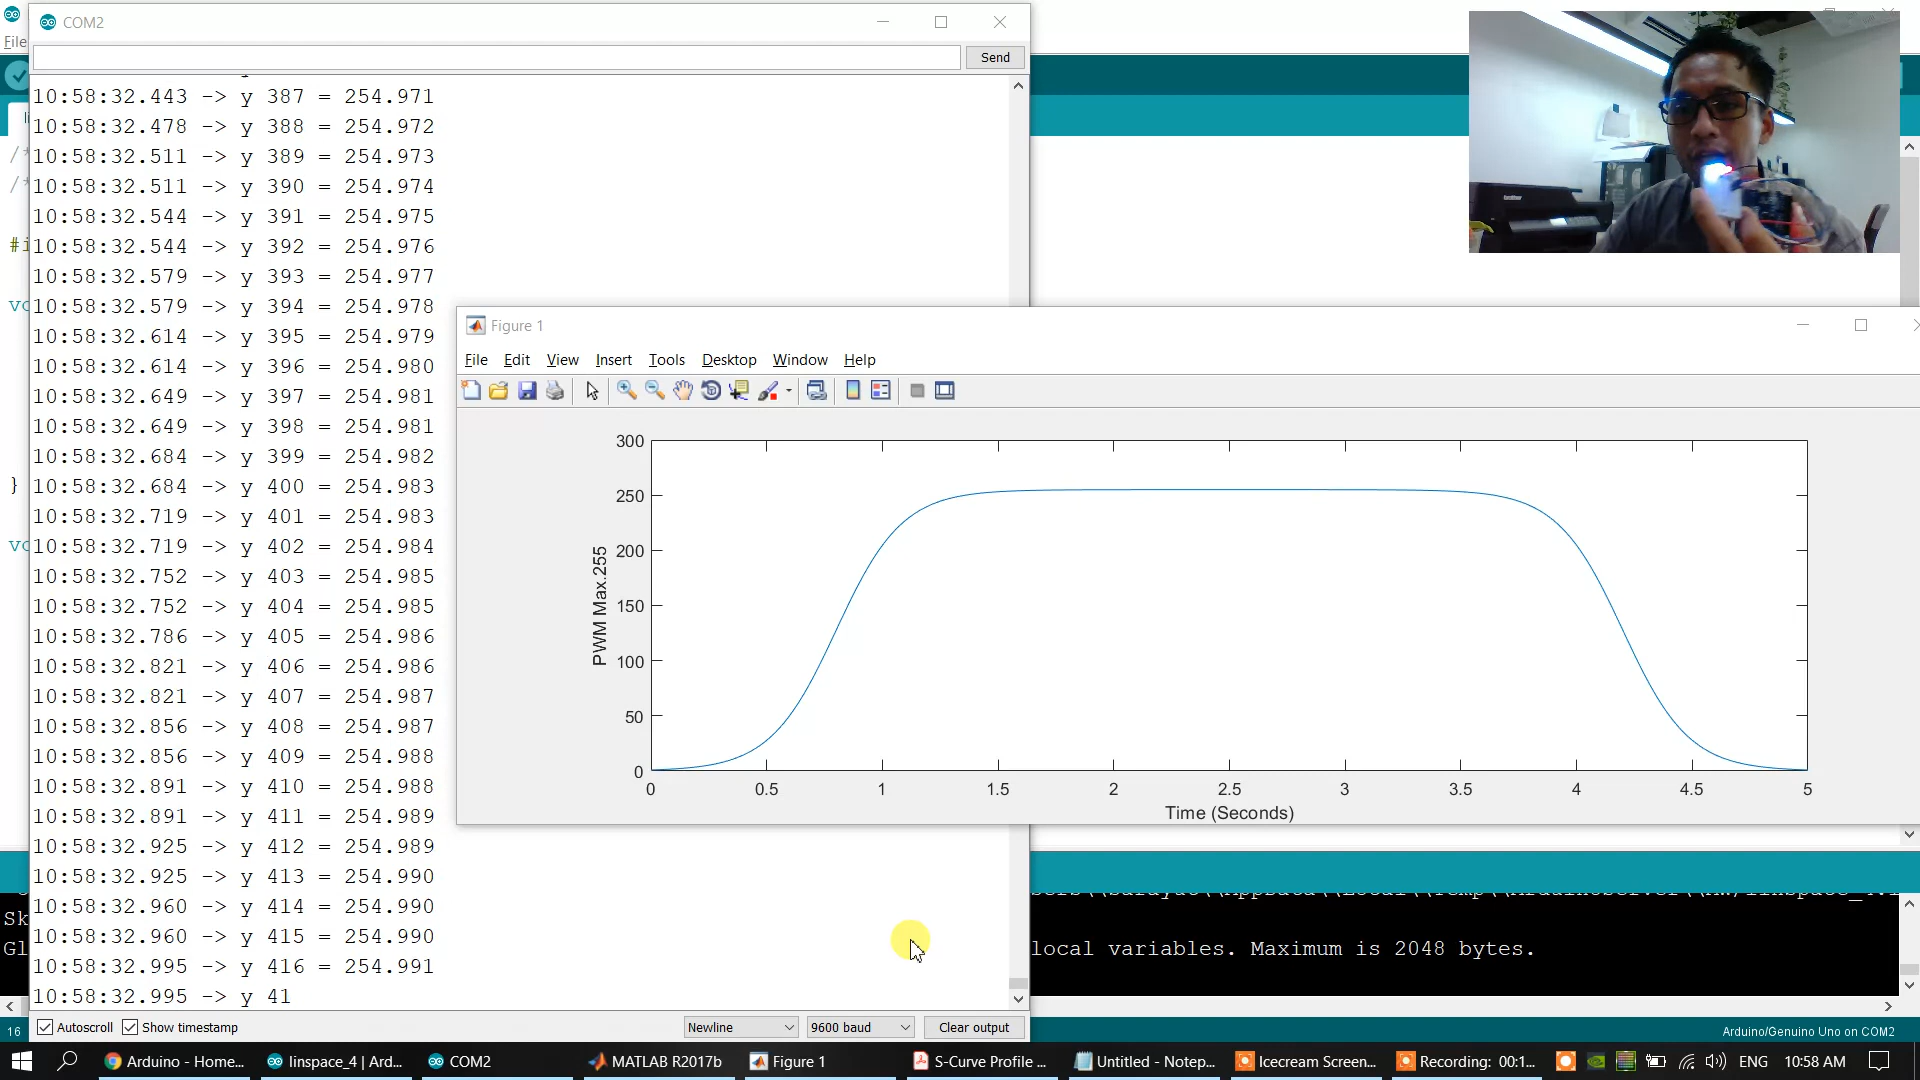 COM2
File
Send
10:58:32.443 -> y 387 = 254.971
10:58:32.478 -> y 388 = 254.972
10:58:32.511 -> y 389 = 254.973
10:58:32.511 -> y 390 = 254.974
10:58:32.544 -> y 391 = 254.975
10:58:32.544 -> y 392 = 254.976
10:58:32.579 -> y 393 = 254.977
10:58:32.579 -> y 394 = 254.978
10:58:32.614 -> y 395 = 254.979
10:58:32.614 -> y 396 = 254.980
10:58:32.649 -> y 397 = 254.981
10:58:32.649 -> y 398 = 254.981
10:58:32.684 -> y 399 = 254.982
10:58:32.684 -> y 400 = 254.983
10:58:32.719 -> y 401 = 254.983
10:58:32.719 -> y 402 = 254.984
10:58:32.752 -> y 403 = 254.985
10:58:32.752 -> y 404 = 254.985
10:58:32.786 -> y 405 = 254.986
10:58:32.821 -> y 406 = 254.986
10:58:32.821 -> y 407 = 254.987
10:58:32.856 -> y 408 = 254.987
10:58:32.856 -> y 409 = 254.988
10:58:32.891 -> y 410 = 254.988
10:58:32.891 -> y 411 = 254.989
10:58:32.925 -> y 412 = 254.989
10:58:32.925 -> y 413 = 254.990
10:58:32.960 -> y 414 = 254.990
10:58:32.960 -> y 415 = 254.990
10:58:32.995 -> y 416 = 254.991
10:58:32.995 -> y 41
Autoscroll Show timestamp Newline 9600 baud Clear output
/*
/*
#i
vo
}
vo
Sk
Gl
16
Figure 1
File Edit View Insert Tools Desktop Window Help
300
250
200
150
100
50
0
PWM Max.255
0 0.5 1 1.5 2 2.5 3 3.5 4 4.5 5
Time (Seconds)
local variables. Maximum is 2048 bytes.
Arduino/Genuino Uno on COM2
Arduino - Home... linspace_4 | Ard... COM2 MATLAB R2017b Figure 1 S-Curve Profile ... Untitled - Notep... Icecream Screen... Recording: 00:1... ENG 10:58 AM